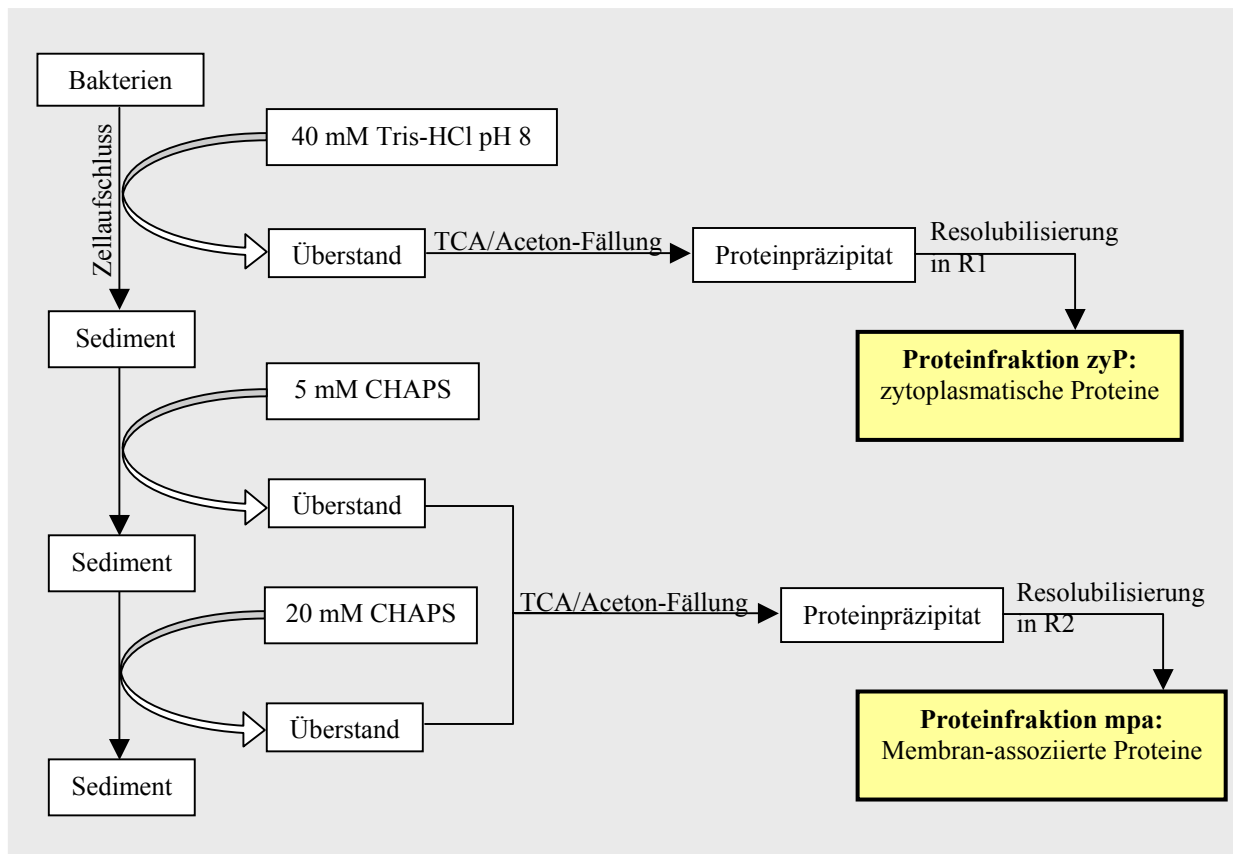 Bakterien
Zellaufschluss
40 mM Tris-HCl pH 8
Überstand
TCA/Aceton-Fällung
Proteinpräzipitat
Resolubilisierung
in R1
Proteinfraktion zyP:
zytoplasmatische Proteine
Sediment
5 mM CHAPS
Überstand
Sediment
20 mM CHAPS
Überstand
TCA/Aceton-Fällung
Proteinpräzipitat
Resolubilisierung
in R2
Proteinfraktion mpa:
Membran-assoziierte Proteine
Sediment